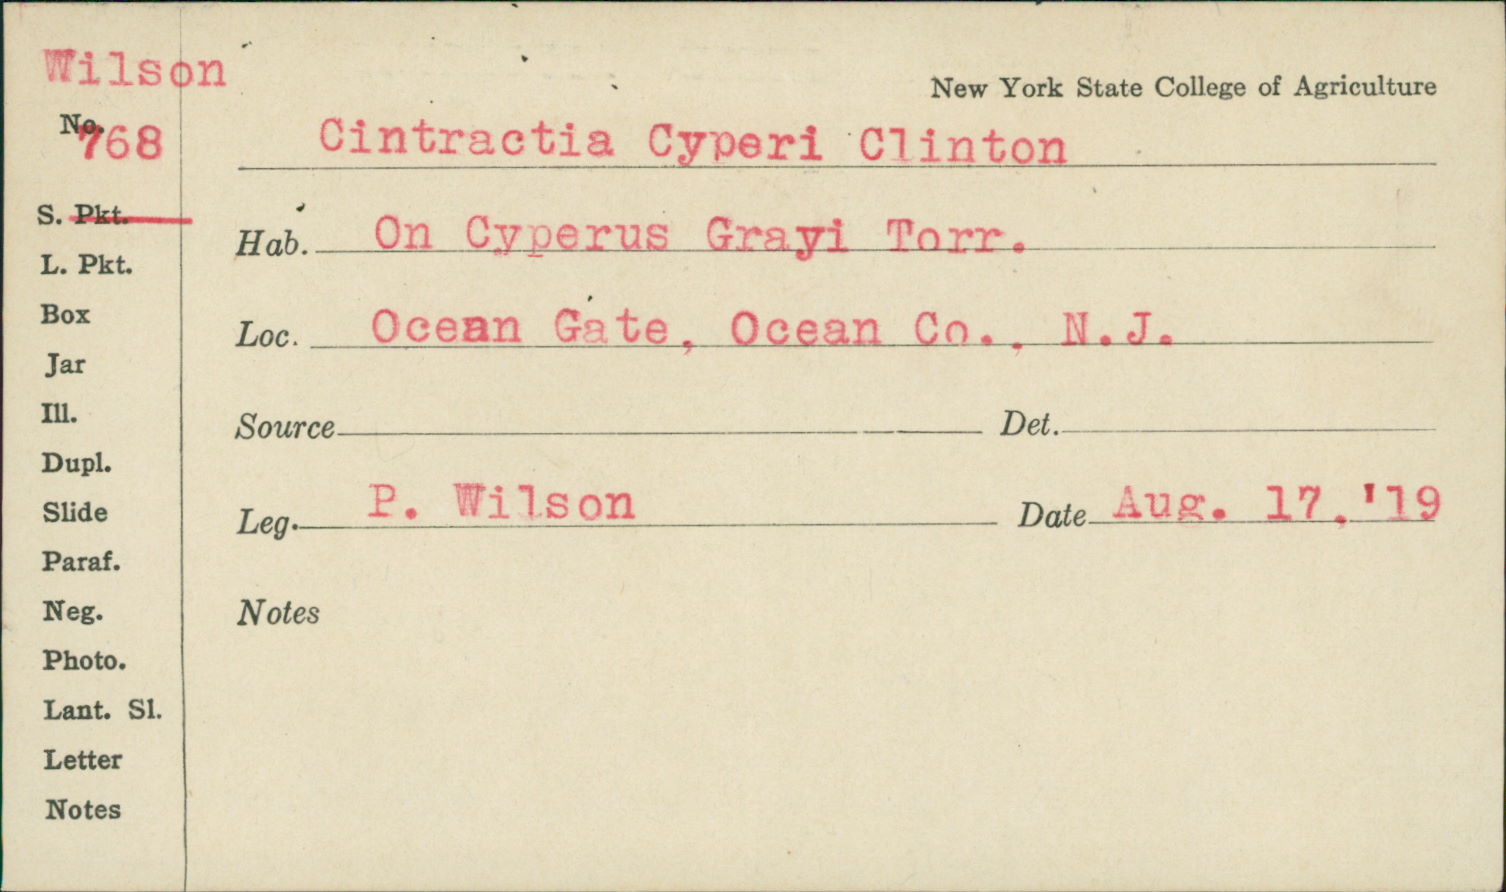 Wilson
New York State College of Agriculture
No. 768
Cintractia Cyperi Clinton
S. Pkt.
Hab. On Cyperus Grayi Torr.
L. Pkt.
Box
Loc. Ocean Gate, Ocean Co., N.J.
Jar
Ill.
Source Det.
Dupl.
Slide
Leg. P. Wilson Date Aug. 17, '19
Paraf.
Neg.
Notes
Photo.
Lant. Sl.
Letter
Notes